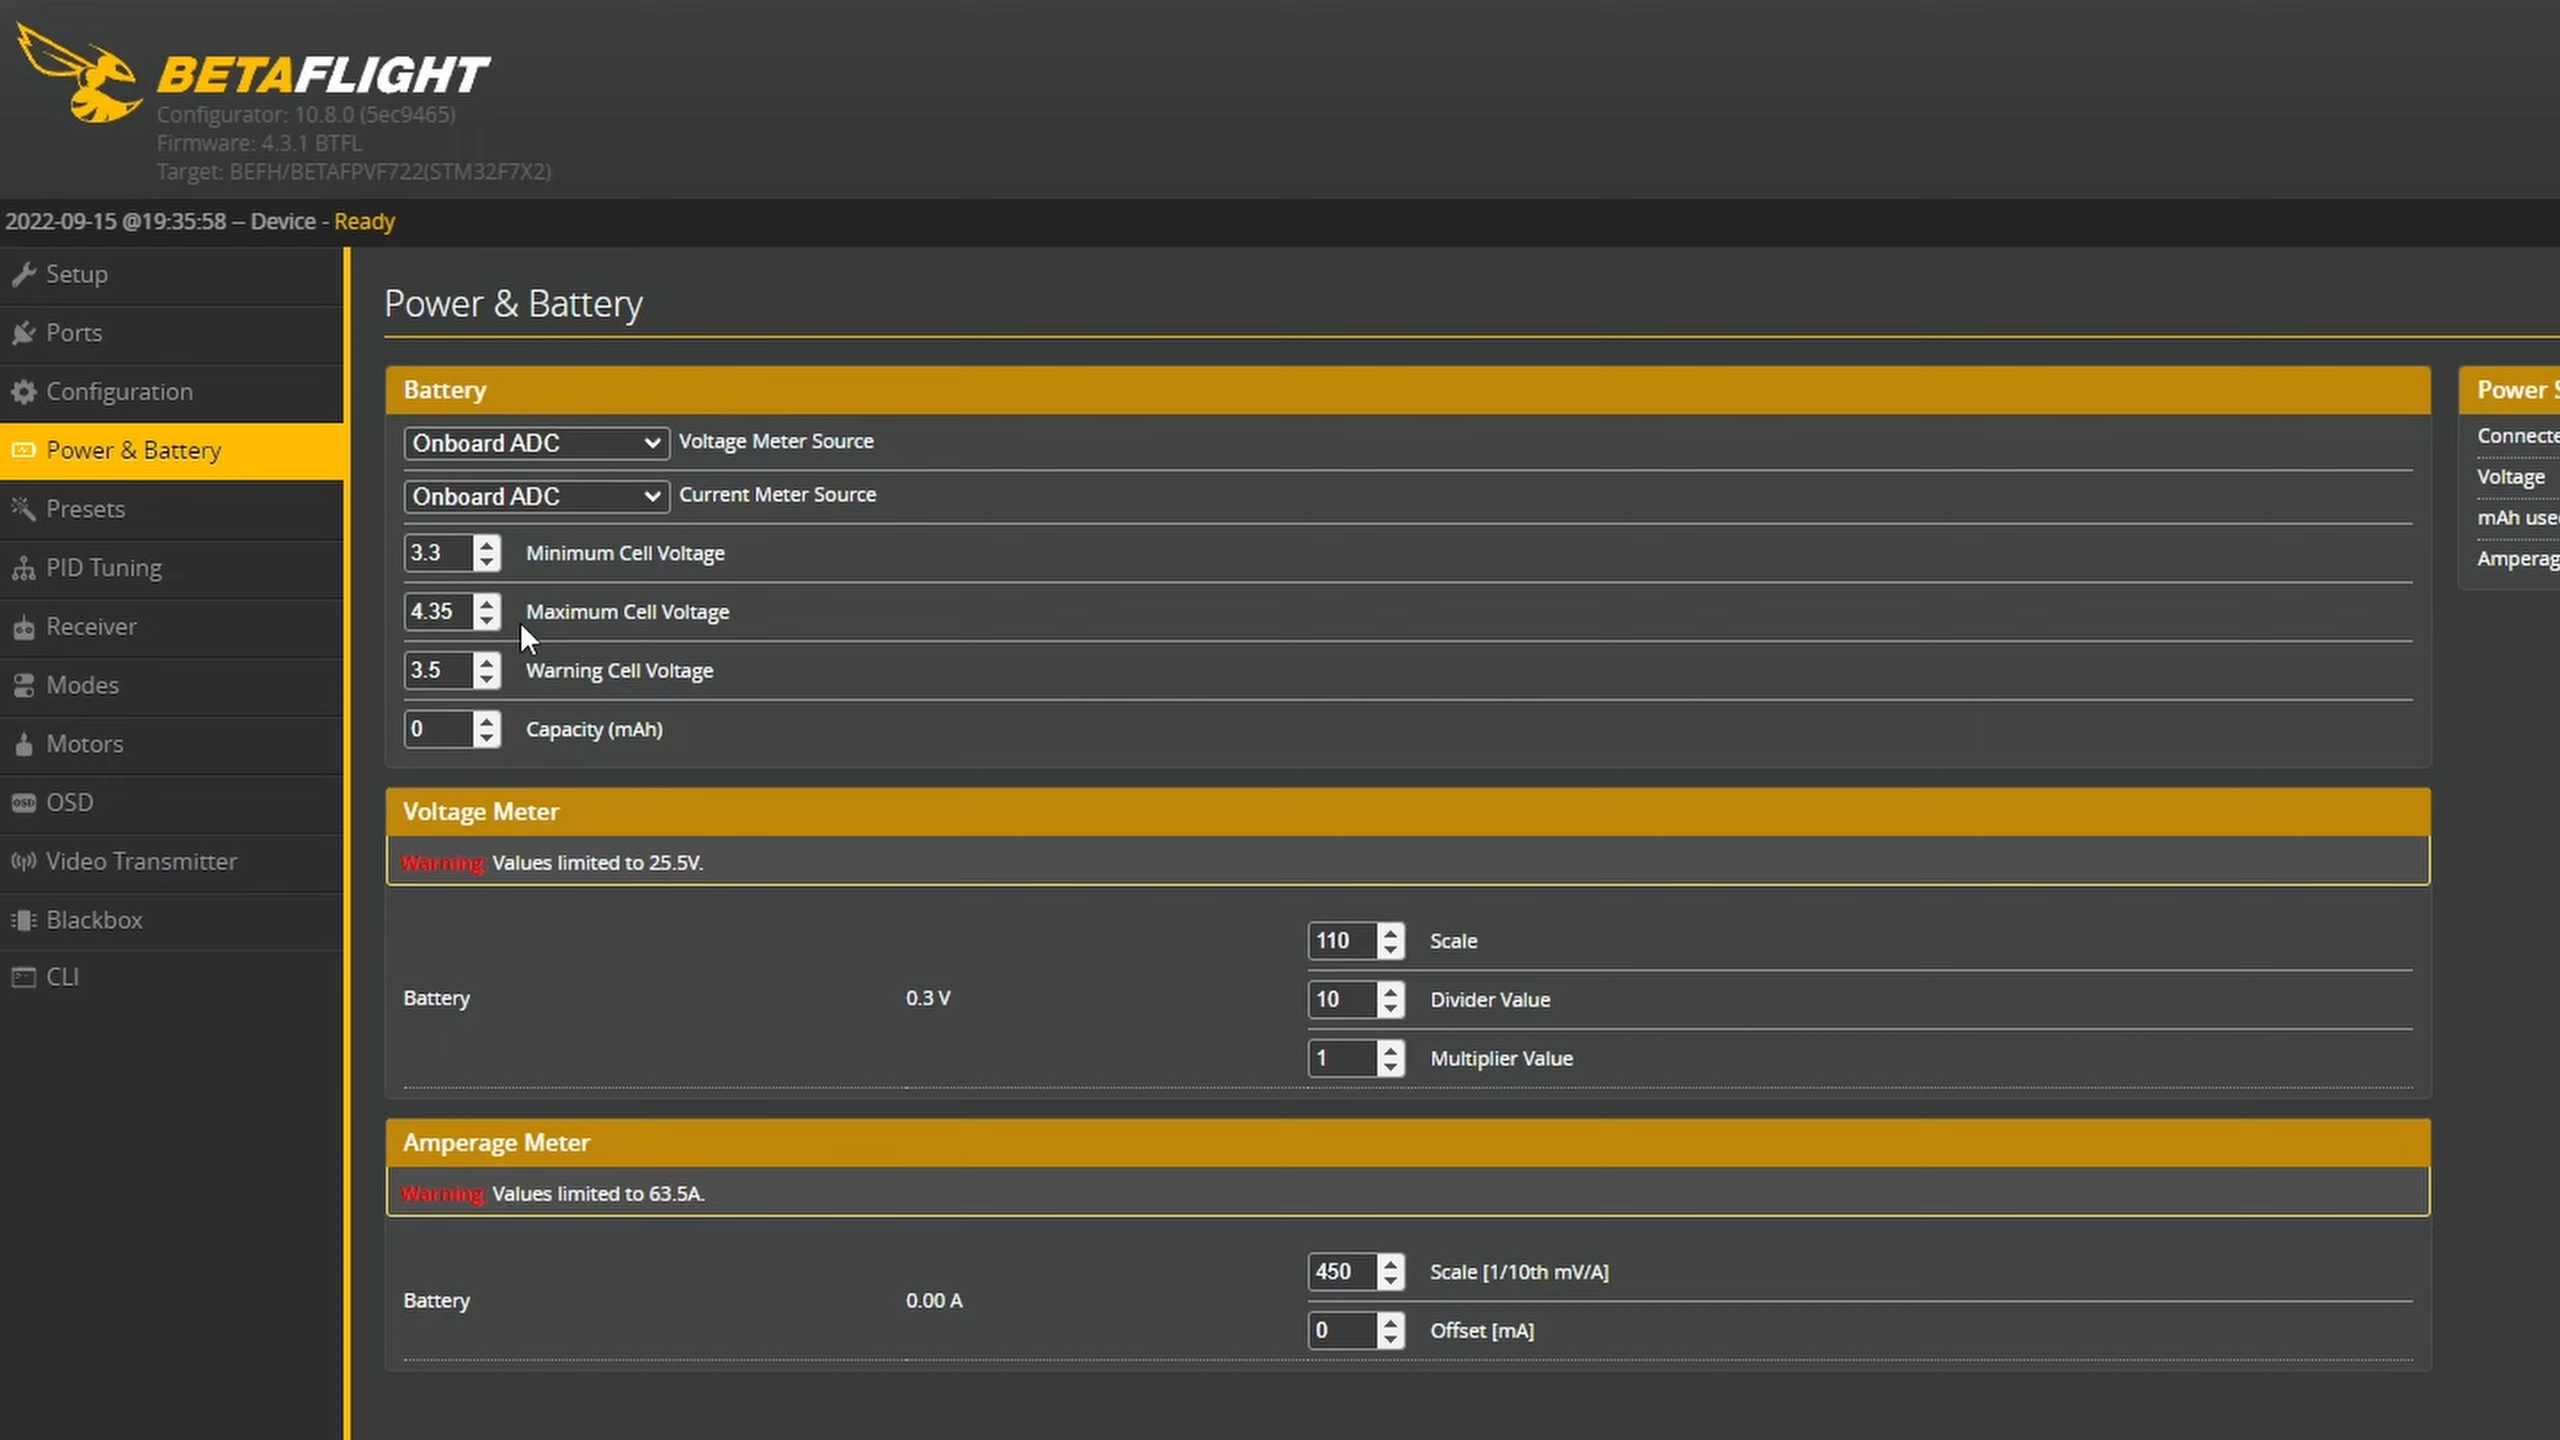 BETAFLIGHT
Configurator: 10.8.0 (5ec9465)
Firmware: 4.3.1 BTFL
Target: BEFH/BETAFPVF722(STM32F7X2)
2022-09-15 @19:35:58 -- Device - Ready
Setup
Ports
Configuration
Power & Battery
Presets
PID Tuning
Receiver
Modes
Motors
OSD
Video Transmitter
Blackbox
CLI
Power & Battery
Battery
Onboard ADC Voltage Meter Source
Onboard ADC Current Meter Source
3.3 Minimum Cell Voltage
4.35 Maximum Cell Voltage
3.5 Warning Cell Voltage
0 Capacity (mAh)
Voltage Meter
Warning: Values limited to 25.5V.
Battery 0.3 V
110 Scale
10 Divider Value
1 Multiplier Value
Amperage Meter
Warning: Values limited to 63.5A.
Battery 0.00 A
450 Scale [1/10th mV/A]
0 Offset [mA]
Power S
Connecte
Voltage
mAh use
Amperag